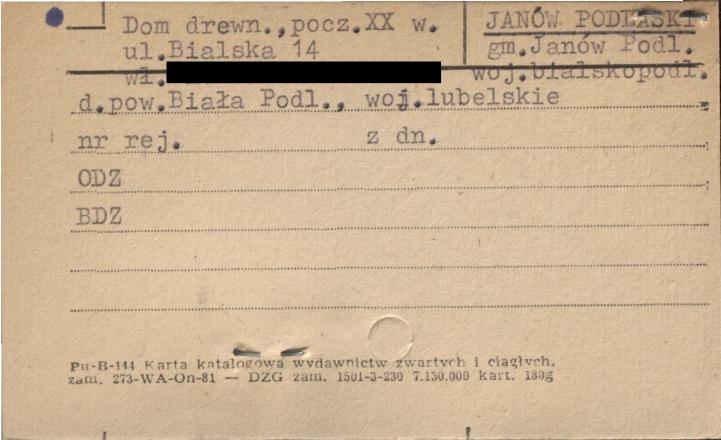 Dom drewn.,pocz.XX w.
ul.Bialska 14
wł.
JANÓW PODLASKI
gm.Janów Podl.
woj.bialskopodl.
d.pow.Biała Podl., woj.lubelskie
nr rej. z dn.
ODZ
BDZ
Pu-B-144 Karta katalogowa wydawnictw zwartych i ciągłych.
zam. 273-WA-On-81 — DZG zam. 1501-3-230 7.130.000 kart. 180g